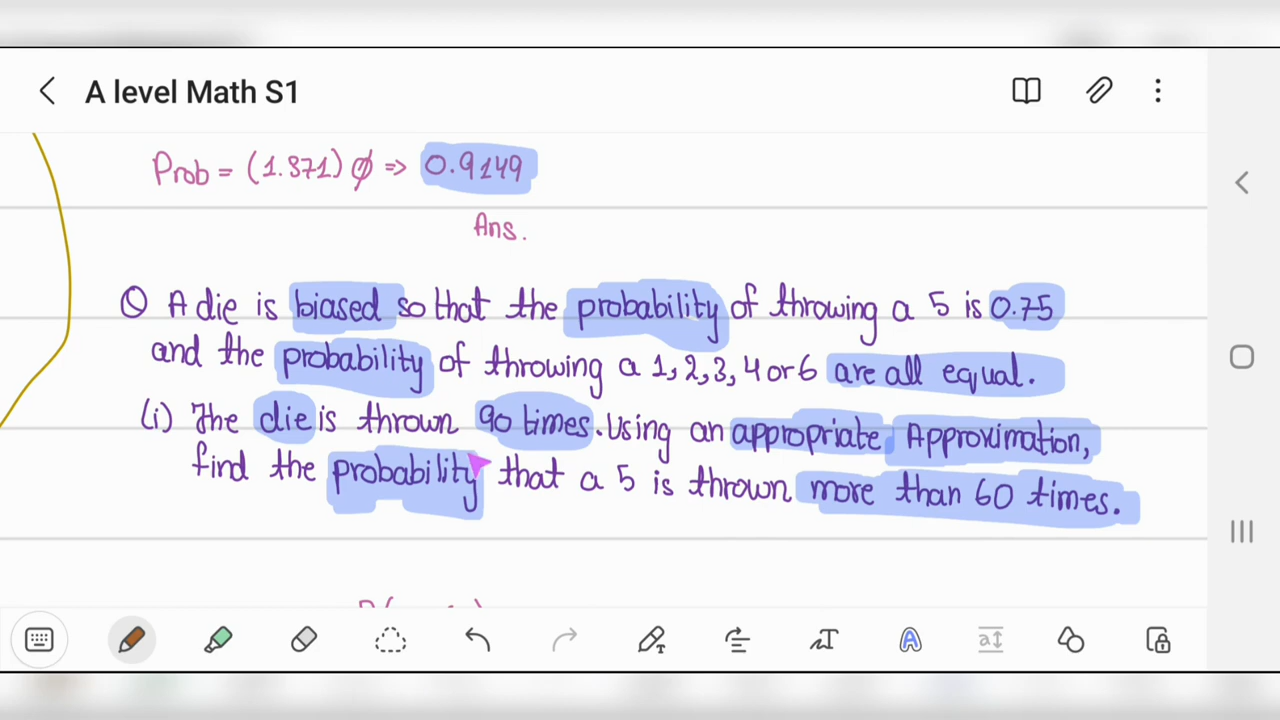 A level Math S1
Prob = (1.371) ϕ => 0.9149
Ans.
Q A die is biased so that the probability of throwing a 5 is 0.75
and the probability of throwing a 1, 2, 3, 4 or 6 are all equal.
(i) The die is thrown 90 times. Using an appropriate Approximation,
find the probability that a 5 is thrown more than 60 times.